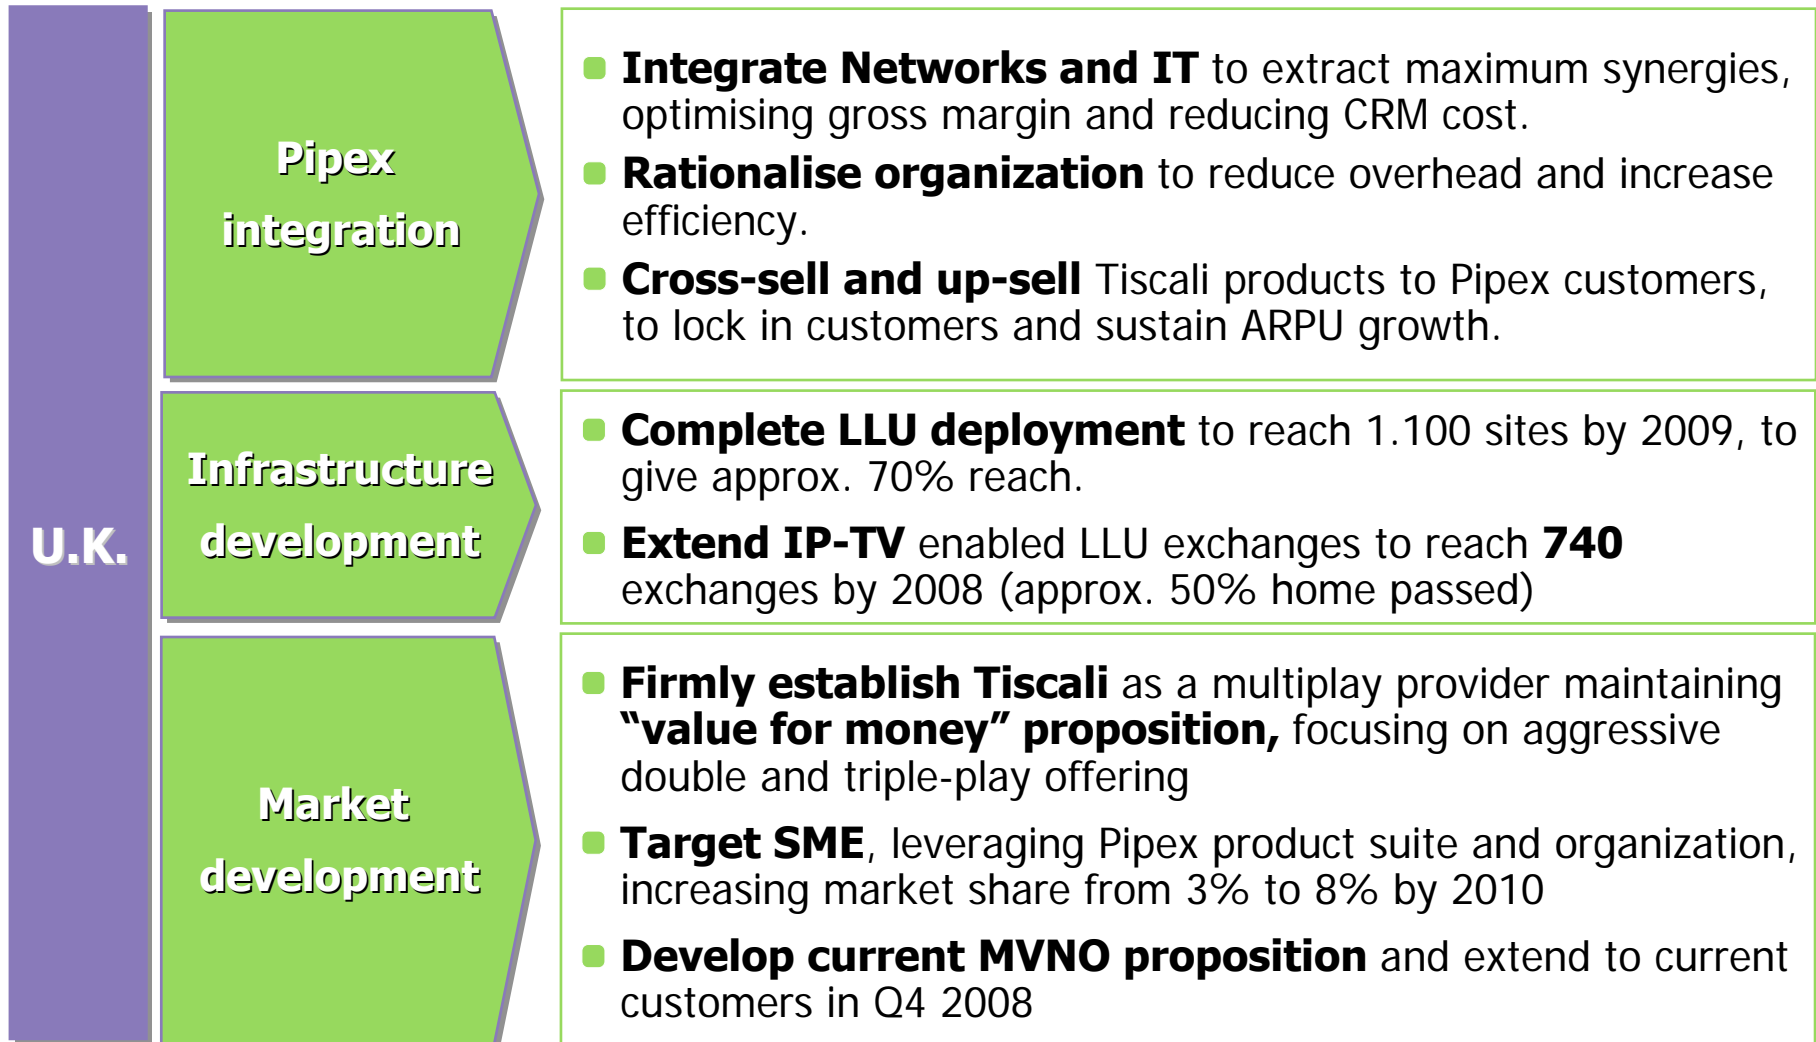 U.K.
Pipex
integration
Integrate Networks and IT to extract maximum synergies,
optimising gross margin and reducing CRM cost.
Rationalise organization to reduce overhead and increase
efficiency.
Cross-sell and up-sell Tiscali products to Pipex customers,
to lock in customers and sustain ARPU growth.
Infrastructure
development
Complete LLU deployment to reach 1.100 sites by 2009, to
give approx. 70% reach.
Extend IP-TV enabled LLU exchanges to reach 740
exchanges by 2008 (approx. 50% home passed)
Market
development
Firmly establish Tiscali as a multiplay provider maintaining
“value for money” proposition, focusing on aggressive
double and triple-play offering
Target SME, leveraging Pipex product suite and organization,
increasing market share from 3% to 8% by 2010
Develop current MVNO proposition and extend to current
customers in Q4 2008